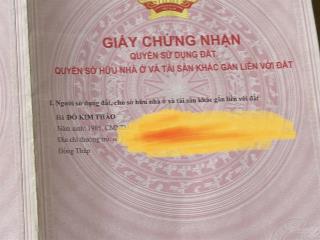 GIẤY CHỨNG NHẬN
QUYỀN SỬ DỤNG ĐẤT
QUYỀN SỞ HỮU NHÀ Ở VÀ TÀI SẢN KHÁC GẮN LIỀN VỚI ĐẤT
I. Người sử dụng đất, chủ sở hữu nhà ở và tài sản khác gắn liền với đất
Bà ĐỖ KIM THẢO
Năm sinh: 1985, CMND
Địa chỉ thường trú:
Đồng Tháp